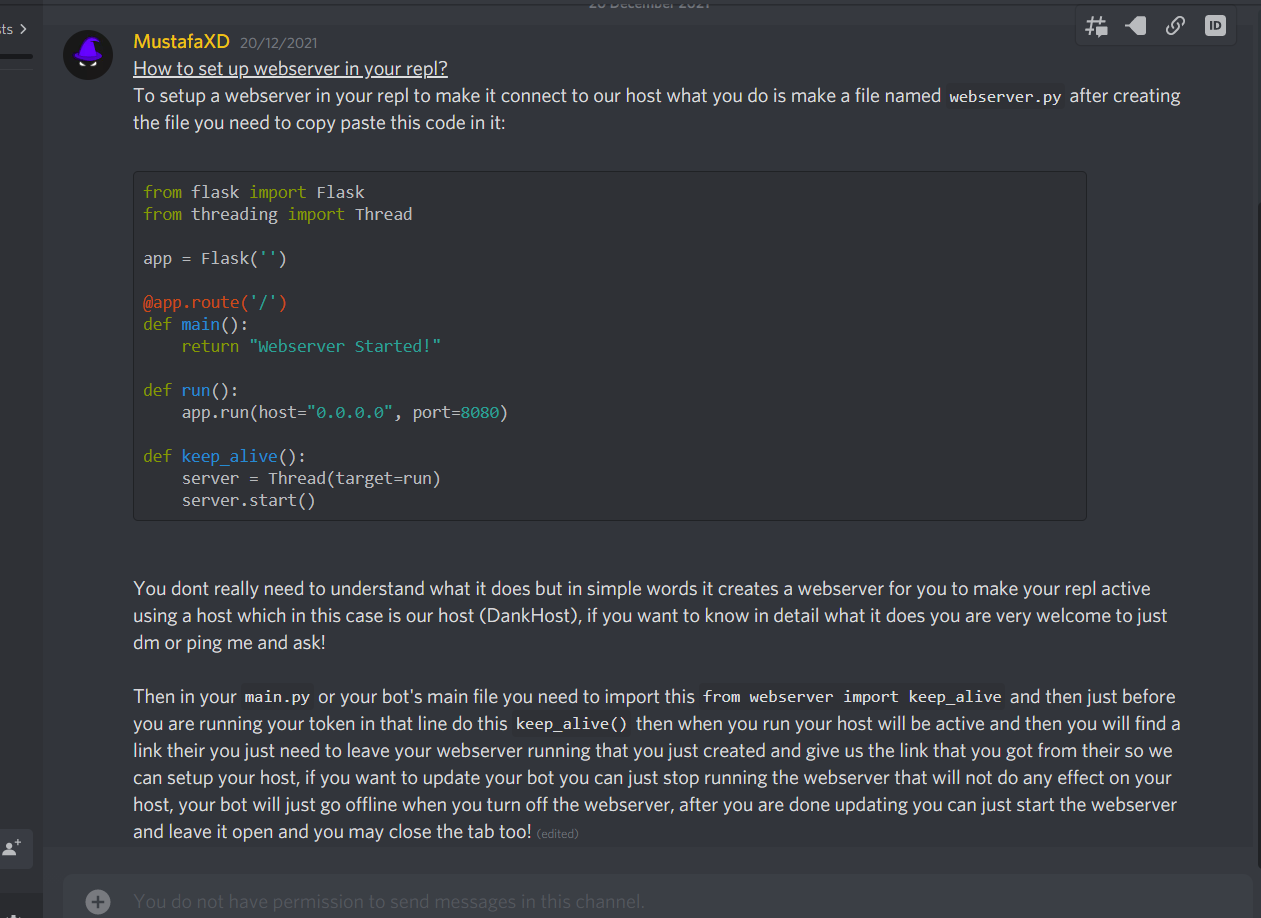 20 December 2021
sts
MustafaXD 20/12/2021
ID
How to set up webserver in your repl?
To setup a webserver in your repl to make it connect to our host what you do is make a file named webserver.py after creating
the file you need to copy paste this code in it:
from flask import Flask
from threading import Thread
app = Flask('')
@app.route('/')
def main():
    return "Webserver Started!"
def run():
    app.run(host="0.0.0.0", port=8080)
def keep_alive():
    server = Thread(target=run)
    server.start()
You dont really need to understand what it does but in simple words it creates a webserver for you to make your repl active
using a host which in this case is our host (DankHost), if you want to know in detail what it does you are very welcome to just
dm or ping me and ask!
Then in your main.py or your bot's main file you need to import this from webserver import keep_alive and then just before
you are running your token in that line do this keep_alive() then when you run your host will be active and then you will find a
link their you just need to leave your webserver running that you just created and give us the link that you got from their so we
can setup your host, if you want to update your bot you can just stop running the webserver that will not do any effect on your
host, your bot will just go offline when you turn off the webserver, after you are done updating you can just start the webserver
and leave it open and you may close the tab too! (edited)
You do not have permission to send messages in this channel.